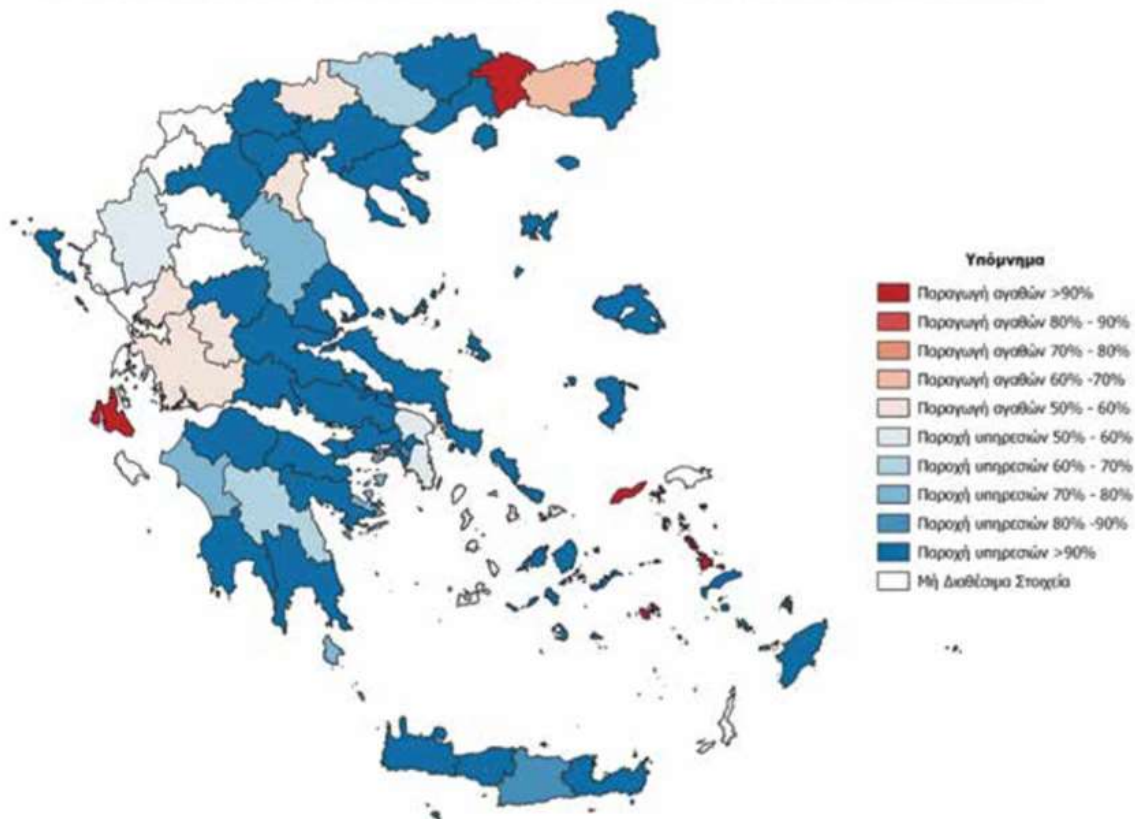 Υπόμνημα
Παραγωγή αγαθών >90%
Παραγωγή αγαθών 80% - 90%
Παραγωγή αγαθών 70% - 80%
Παραγωγή αγαθών 60% -70%
Παραγωγή αγαθών 50% - 60%
Παροχή υπηρεσιών 50% - 60%
Παροχή υπηρεσιών 60% - 70%
Παροχή υπηρεσιών 70% - 80%
Παροχή υπηρεσιών 80% -90%
Παροχή υπηρεσιών >90%
Μή Διαθέσιμα Στοιχεία